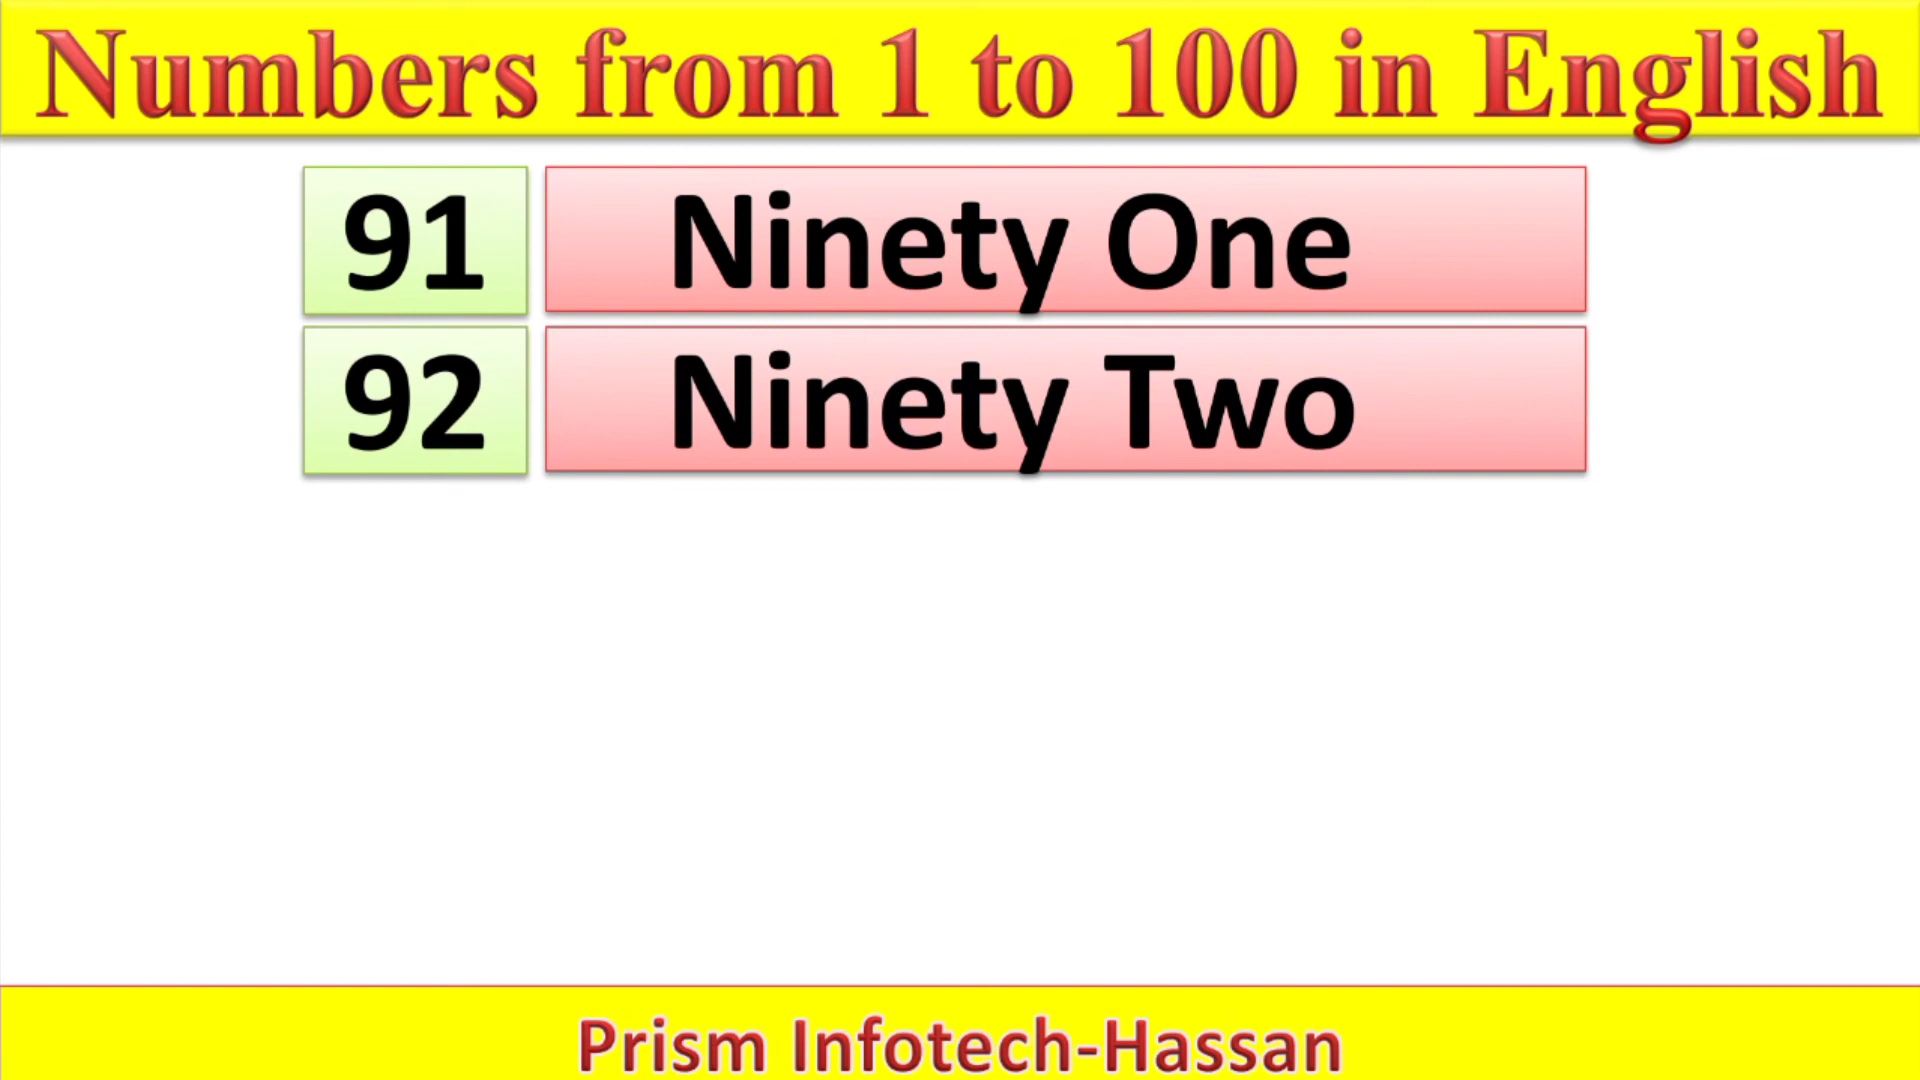 Numbers from 1 to 100 in English
91 Ninety One
92 Ninety Two
Prism Infotech-Hassan